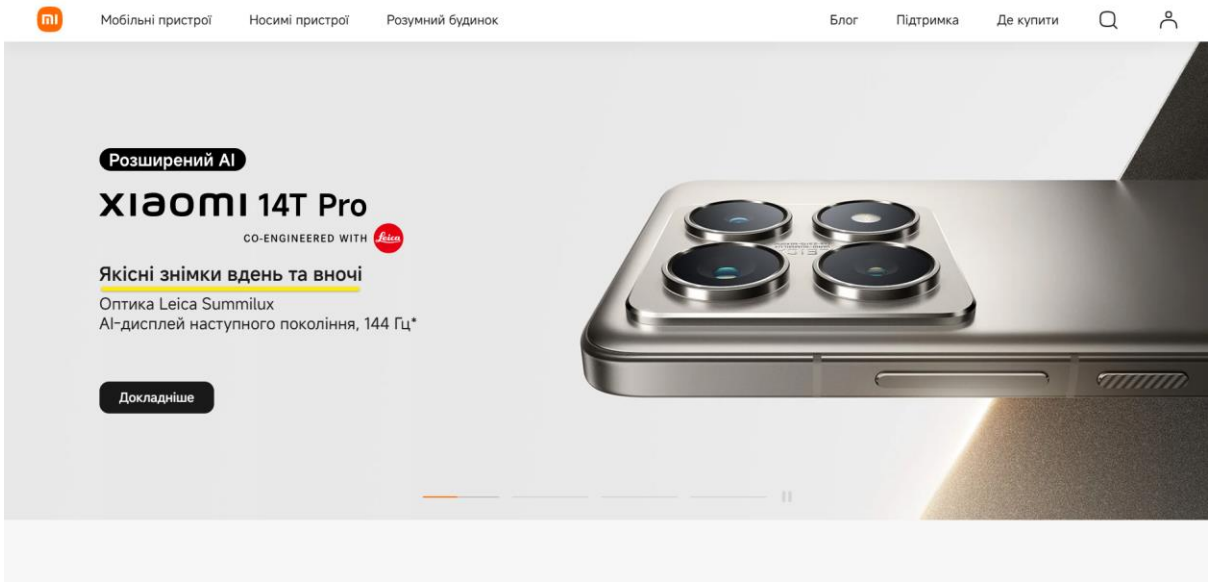 Мобільні пристрої Носимі пристрої Розумний будинок Блог Підтримка Де купити
Розширений AI
xiaomi 14T Pro
CO-ENGINEERED WITH Leica
Якісні знімки вдень та вночі
Оптика Leica Summilux
AI-дисплей наступного покоління, 144 Гц*
Докладніше